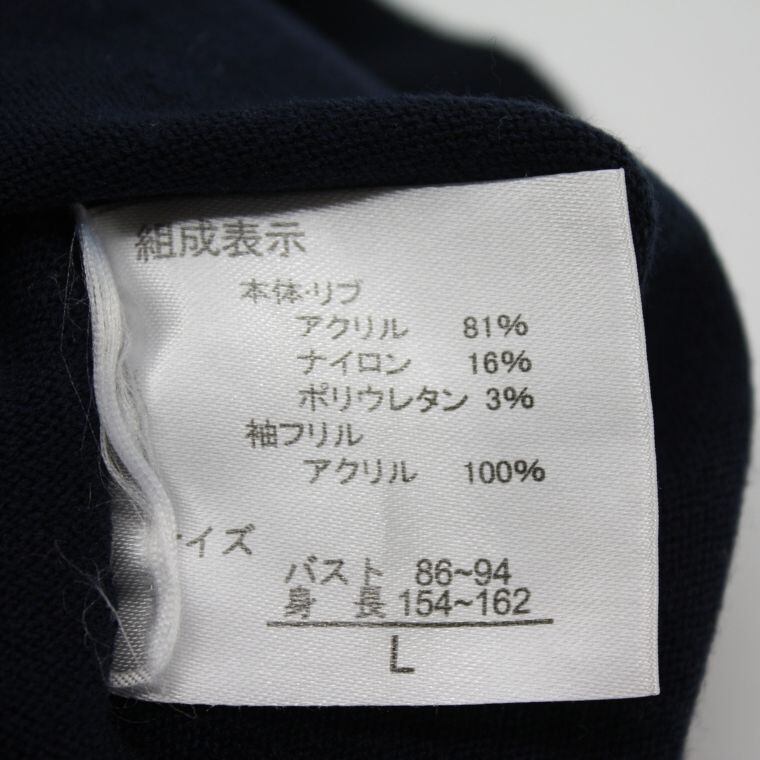 組成表示
本体・リブ
アクリル 81%
ナイロン 16%
ポリウレタン 3%
袖フリル
アクリル 100%
サイズ
バスト 86~94
身長 154~162
L